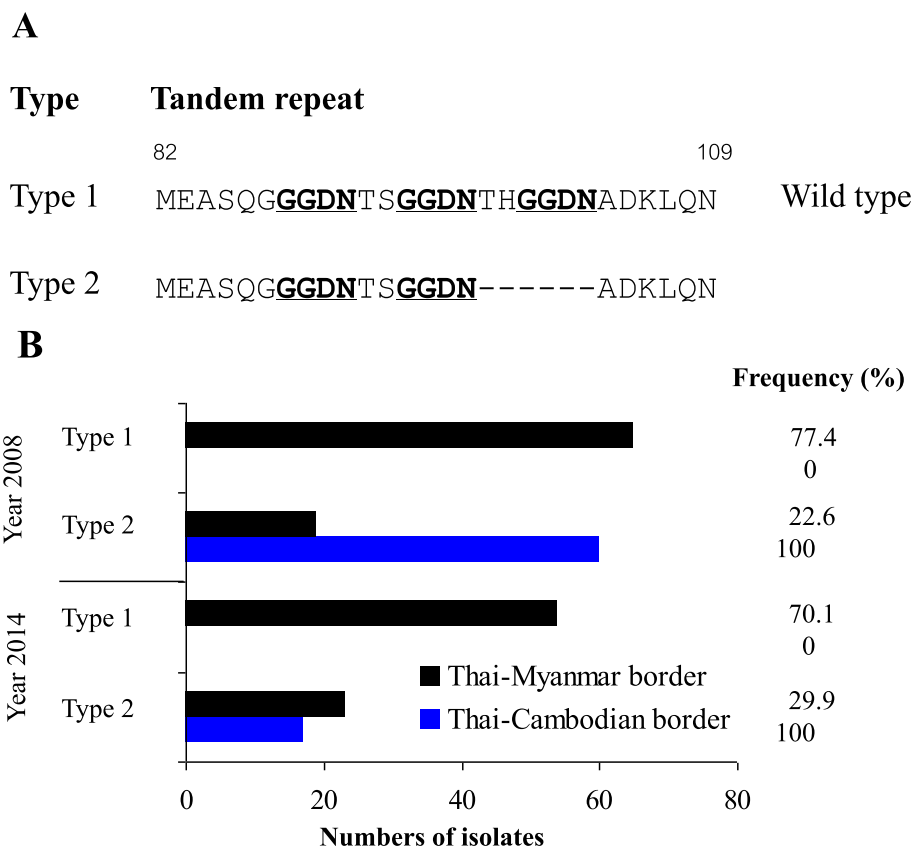 A
Type Tandem repeat
82 109
Type 1 MEASQGGGDNTSGGDNTHGGDNADKLQN Wild type
Type 2 MEASQGGGDNTSGGDN------ADKLQN
B
Frequency (%)
Year 2008
Type 1 77.4
0
Type 2 22.6
100
Year 2014
Type 1 70.1
0
Type 2 29.9
100
Thai-Myanmar border
Thai-Cambodian border
0 20 40 60 80
Numbers of isolates